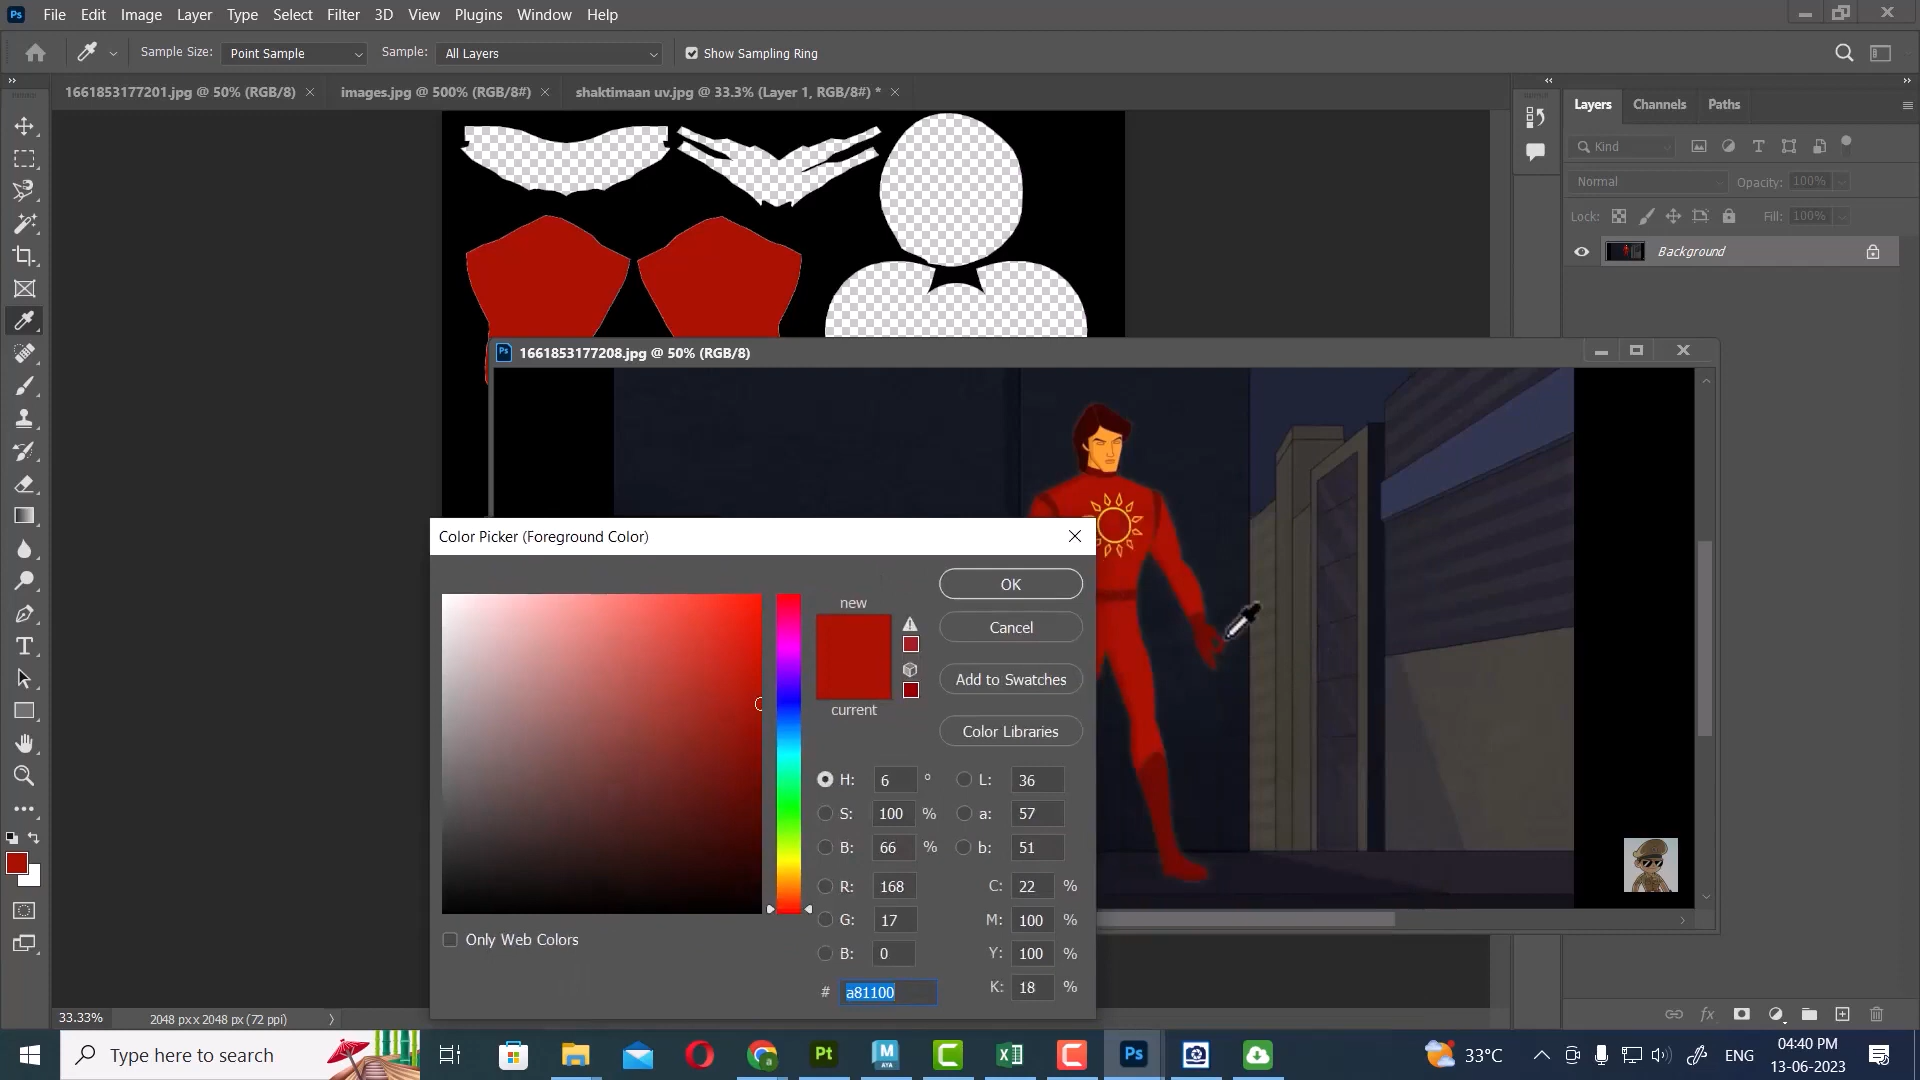 Ps File Edit Image Layer Type Select Filter 3D View Plugins Window Help
Sample Size: Point Sample Sample: All Layers Show Sampling Ring
1661853177201.jpg @ 50% (RGB/8) images.jpg @ 500% (RGB/8#) shaktimaan uv.jpg @ 33.3% (Layer 1, RGB/8#) *
Layers Channels Paths
Kind
Normal Opacity: 100%
Lock: Fill: 100%
Background
Ps 1661853177208.jpg @ 50% (RGB/8)
Color Picker (Foreground Color)
OK
new
Cancel
Add to Swatches
current
Color Libraries
H: 6 ° L: 36
S: 100 % a: 57
B: 66 % b: 51
R: 168 C: 22 %
G: 17 M: 100 %
Only Web Colors
B: 0 Y: 100 %
# a81100 K: 18 %
33.33% 2048 px x 2048 px (72 ppi)
Type here to search
Pt
M
AYA
Ps
33°C
ENG
04:40 PM
13-06-2023